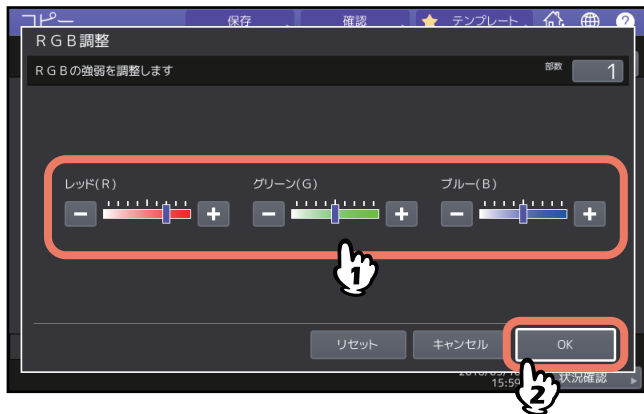 コピー 保存 確認 テンプレート ?
RGB調整
RGBの強弱を調整します 部数 1
レッド(R) グリーン(G) ブルー(B)
− + − + − +
1
リセット キャンセル OK
15:59 状況確認
2